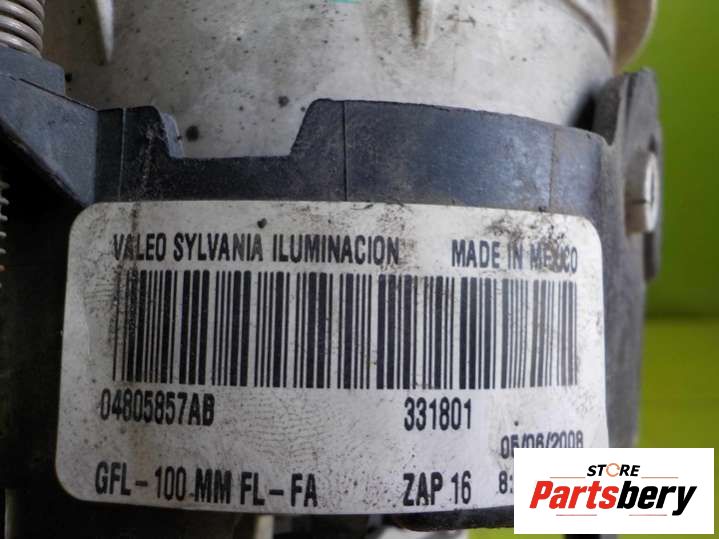 VALEO SYLVANIA ILUMINACION MADE IN MEXICO
04805857AB 331801
05/06/2008
GFL-100 MM FL-FA ZAP 16 8:
STORE
Partsbery